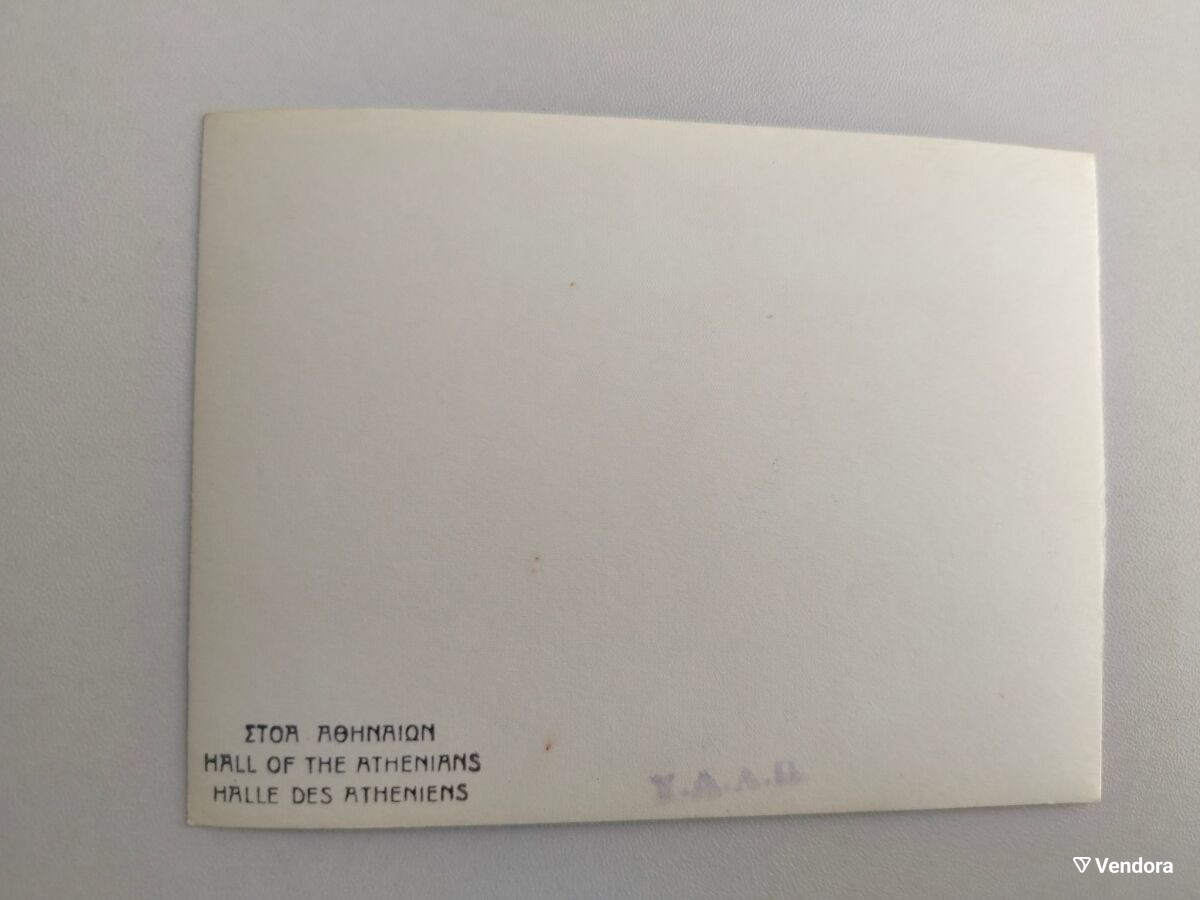 ΣΤΟΑ ΑΘΗΝΑΙΩΝ
HALL OF THE ATHENIANS
HALLE DES ATHENIENS
Vendora